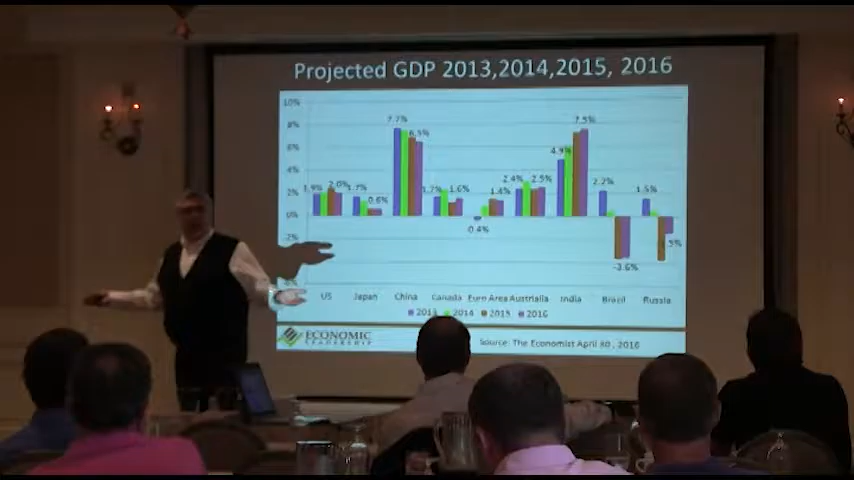 Projected GDP 2013,2014,2015, 2016
10%
8%
6%
4%
2%
0%
-2%
1.9% 2.0%
1.7% 0.6%
7.7% 6.5%
1.7% 1.6%
0.4% 1.4%
2.4% 2.5%
4.9% 7.5%
2.2% -3.6%
1.5%
US Japan China Canada Euro Area Australia India Brazil Russia
2013 2014 2015 2016
ECONOMIC
LEADERSHIP
Source: The Economist April 30, 2016